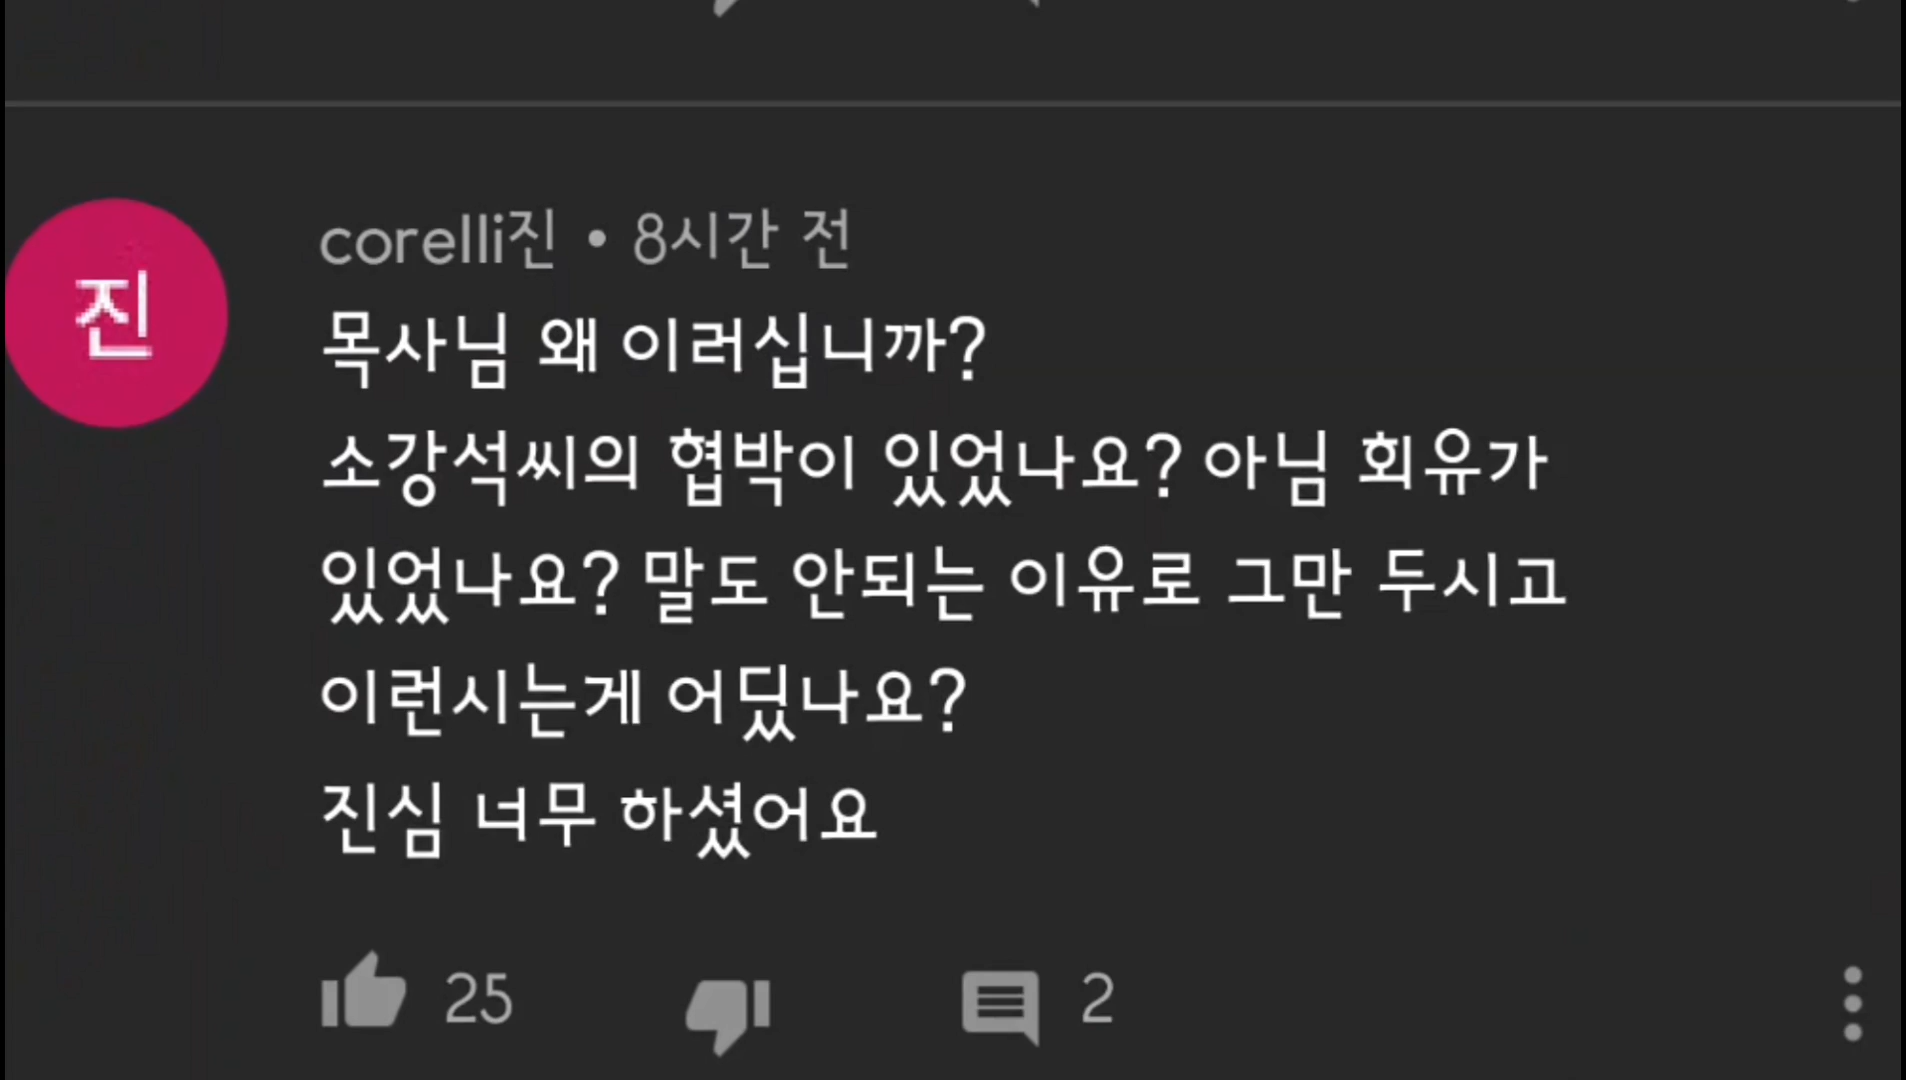 진
corelli진 • 8시간 전
목사님 왜 이러십니까?
소강석씨의 협박이 있었나요? 아님 회유가
있었나요? 말도 안되는 이유로 그만 두시고
이런시는게 어딨나요?
진심 너무 하셨어요
25
2